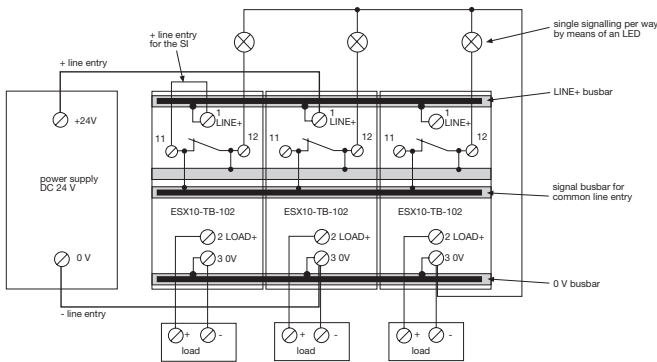 + line entry
for the SI
single signalling per way
by means of an LED
+ line entry
LINE+ busbar
+24V
1
LINE+
1
LINE+
1
LINE+
11
12
11
12
11
12
power supply
DC 24 V
signal busbar for
common line entry
ESX10-TB-102
ESX10-TB-102
ESX10-TB-102
2 LOAD+
2 LOAD+
2 LOAD+
0 V
3 0V
3 0V
3 0V
0 V busbar
- line entry
+
-
+
-
+
-
load
load
load